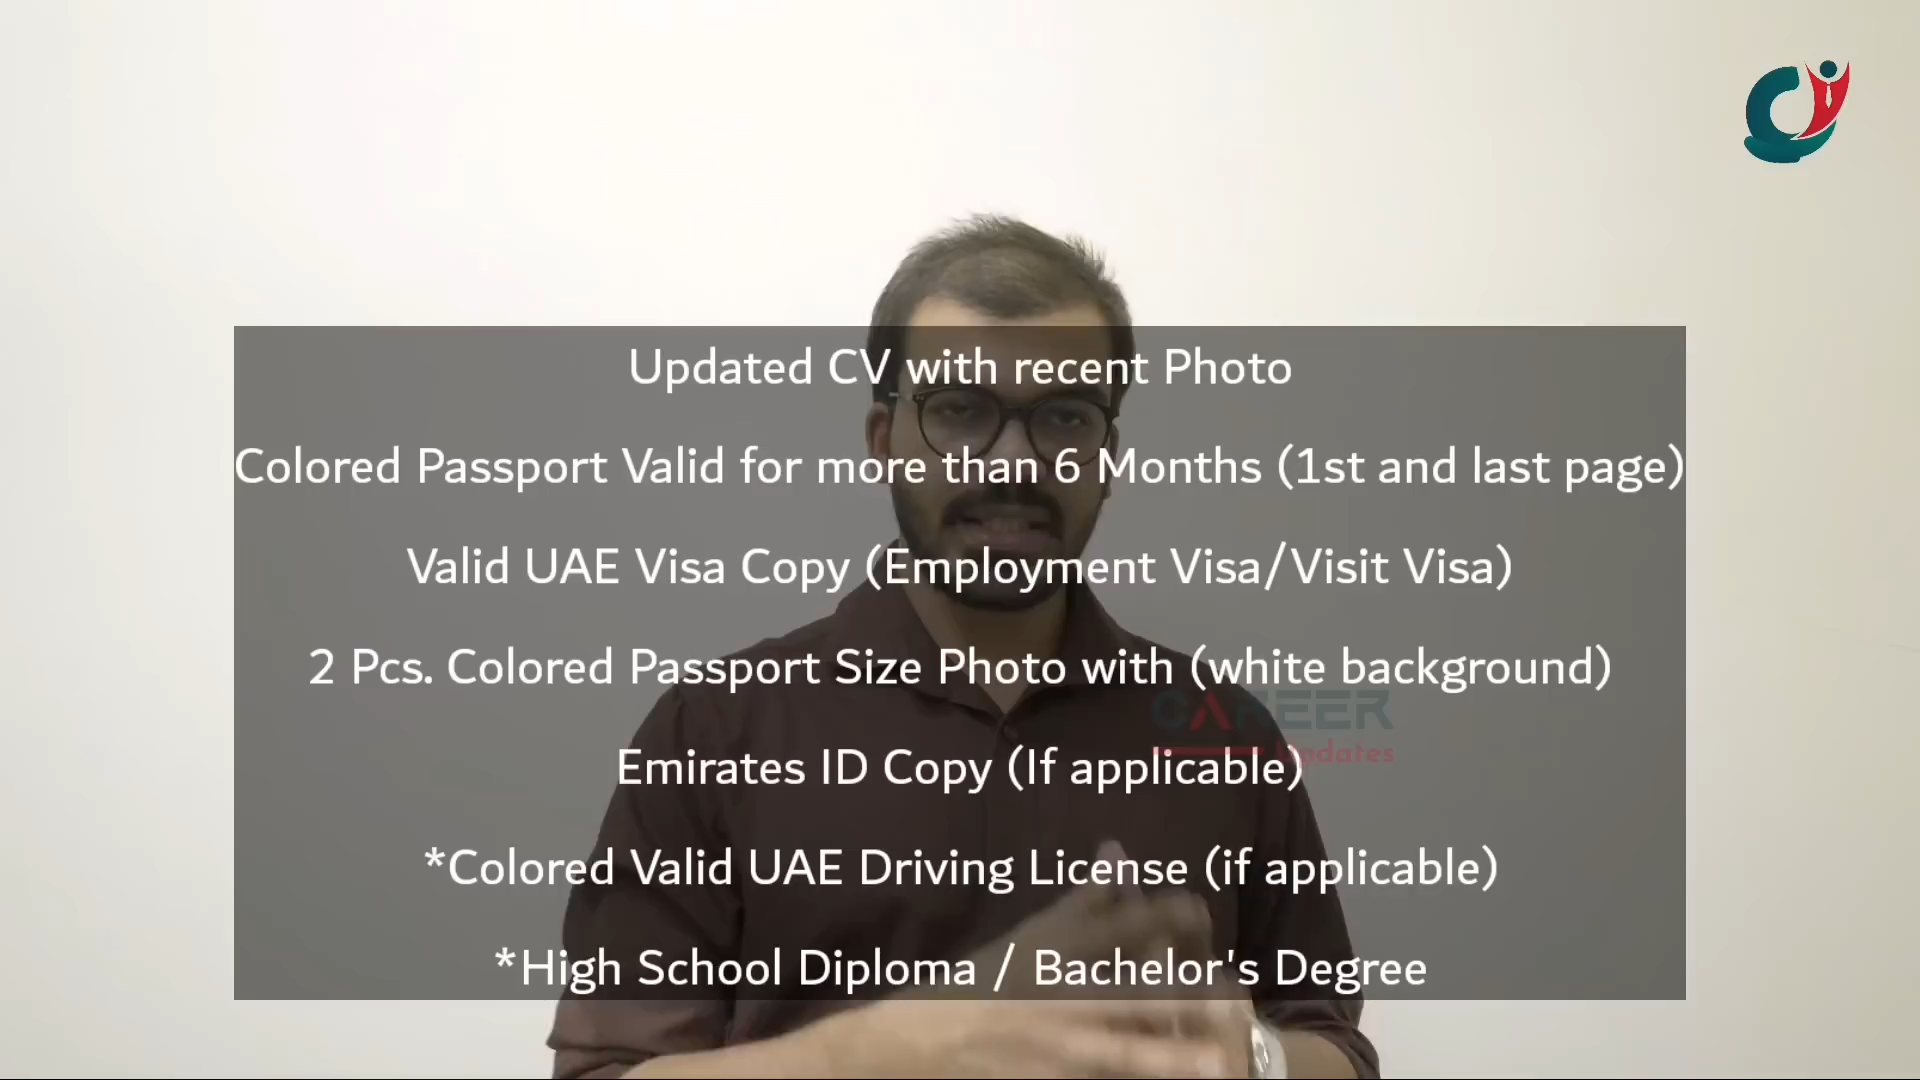 Updated CV with recent Photo
Colored Passport Valid for more than 6 Months (1st and last page)
Valid UAE Visa Copy (Employment Visa/Visit Visa)
2 Pcs. Colored Passport Size Photo with (white background)
CAREER
Updates
Emirates ID Copy (If applicable)
*Colored Valid UAE Driving License (if applicable)
*High School Diploma / Bachelor's Degree